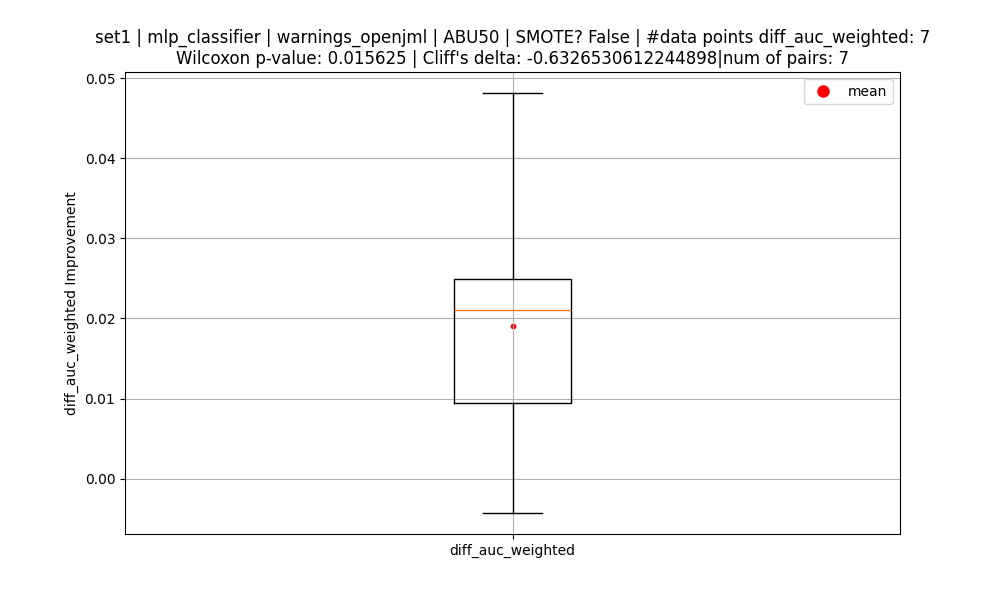 set1 | mlp_classifier | warnings_openjml | ABU50 | SMOTE? False | #data points diff_auc_weighted: 7
Wilcoxon p-value: 0.015625 | Cliff's delta: -0.6326530612244898|num of pairs: 7
mean
0.05
0.04
0.03
0.02
0.01
0.00
diff_auc_weighted Improvement
diff_auc_weighted